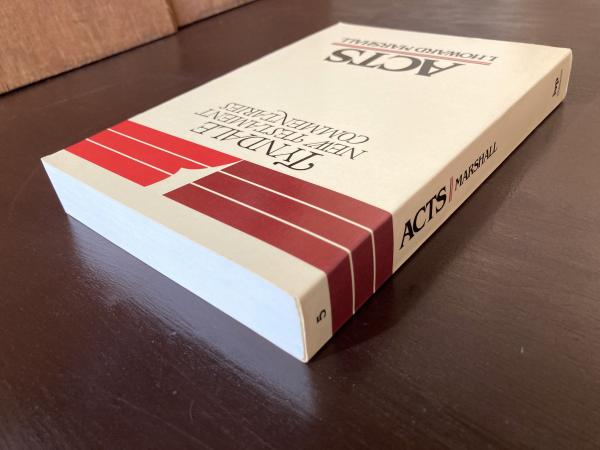 TYNDALE
NEW TESTAMENT
COMMENTARIES
ACTS
I. HOWARD MARSHALL
5
ACTS
MARSHALL